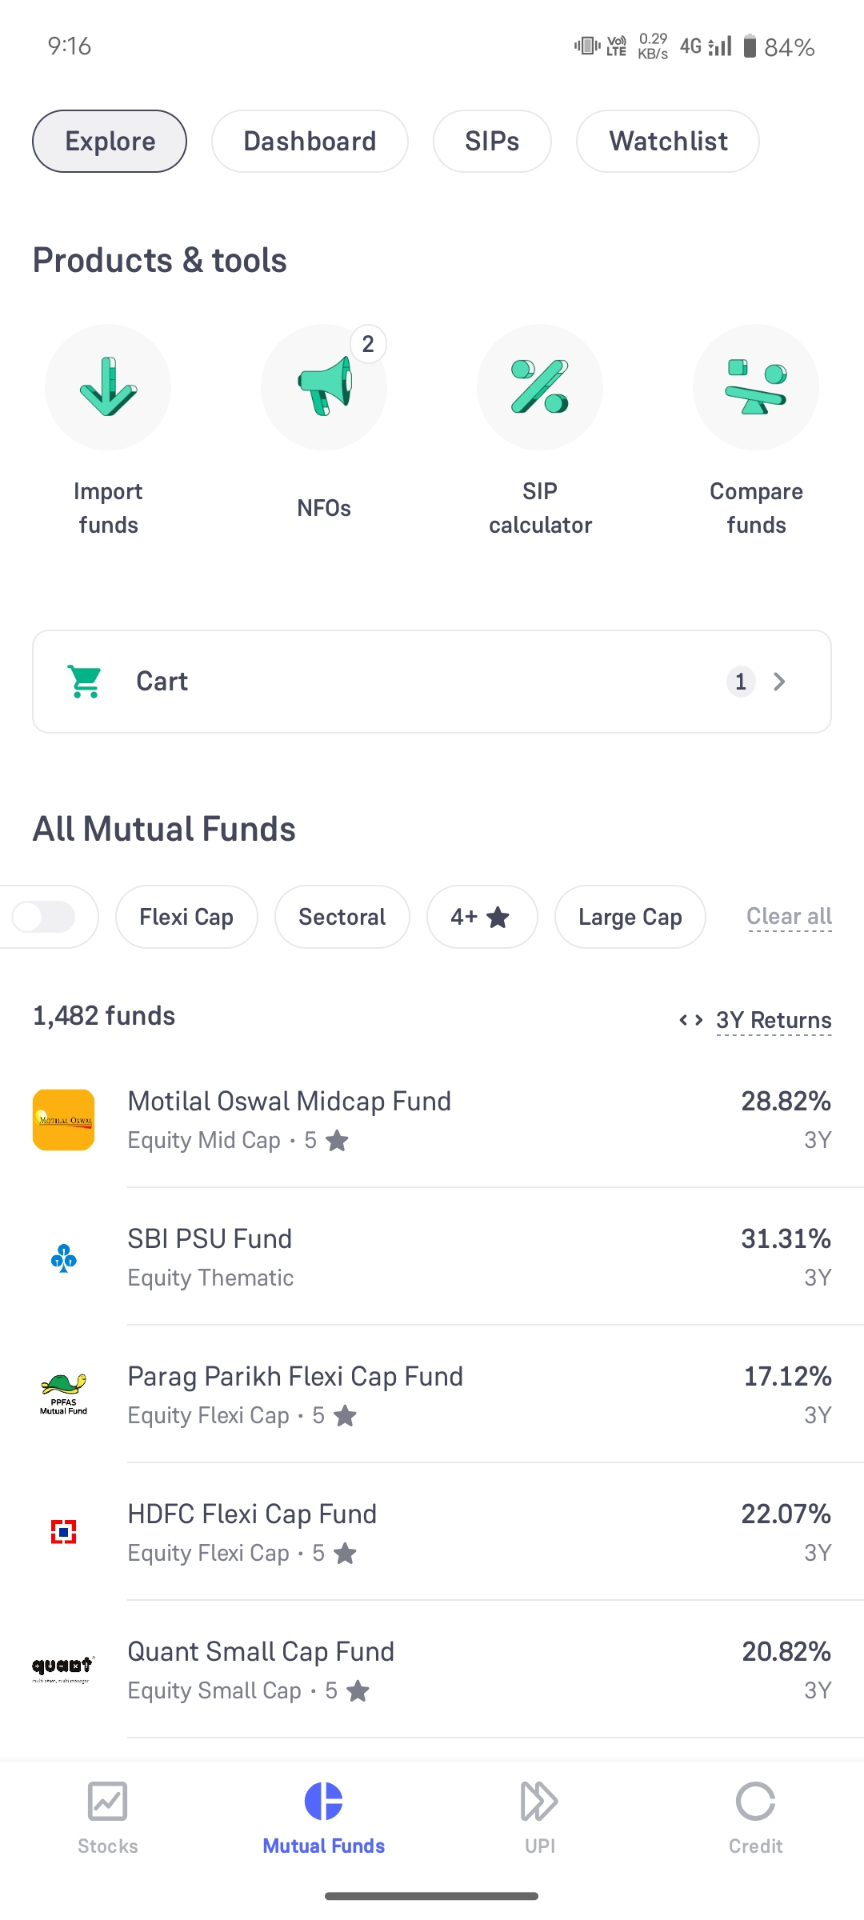 9:16
Vo) LTE 0.29 KB/s 4G 84%
Explore Dashboard SIPs Watchlist
Products & tools
2
Import funds
NFOs
SIP calculator
Compare funds
Cart 1
All Mutual Funds
Flexi Cap Sectoral 4+ ★ Large Cap Clear all
1,482 funds <> 3Y Returns
MOTILAL OSWAL
Motilal Oswal Midcap Fund 28.82%
Equity Mid Cap · 5 ★ 3Y
SBI PSU Fund 31.31%
Equity Thematic 3Y
PPFAS
Mutual Fund
Parag Parikh Flexi Cap Fund 17.12%
Equity Flexi Cap · 5 ★ 3Y
HDFC Flexi Cap Fund 22.07%
Equity Flexi Cap · 5 ★ 3Y
quant
Quant Small Cap Fund 20.82%
Equity Small Cap · 5 ★ 3Y
Stocks Mutual Funds UPI Credit